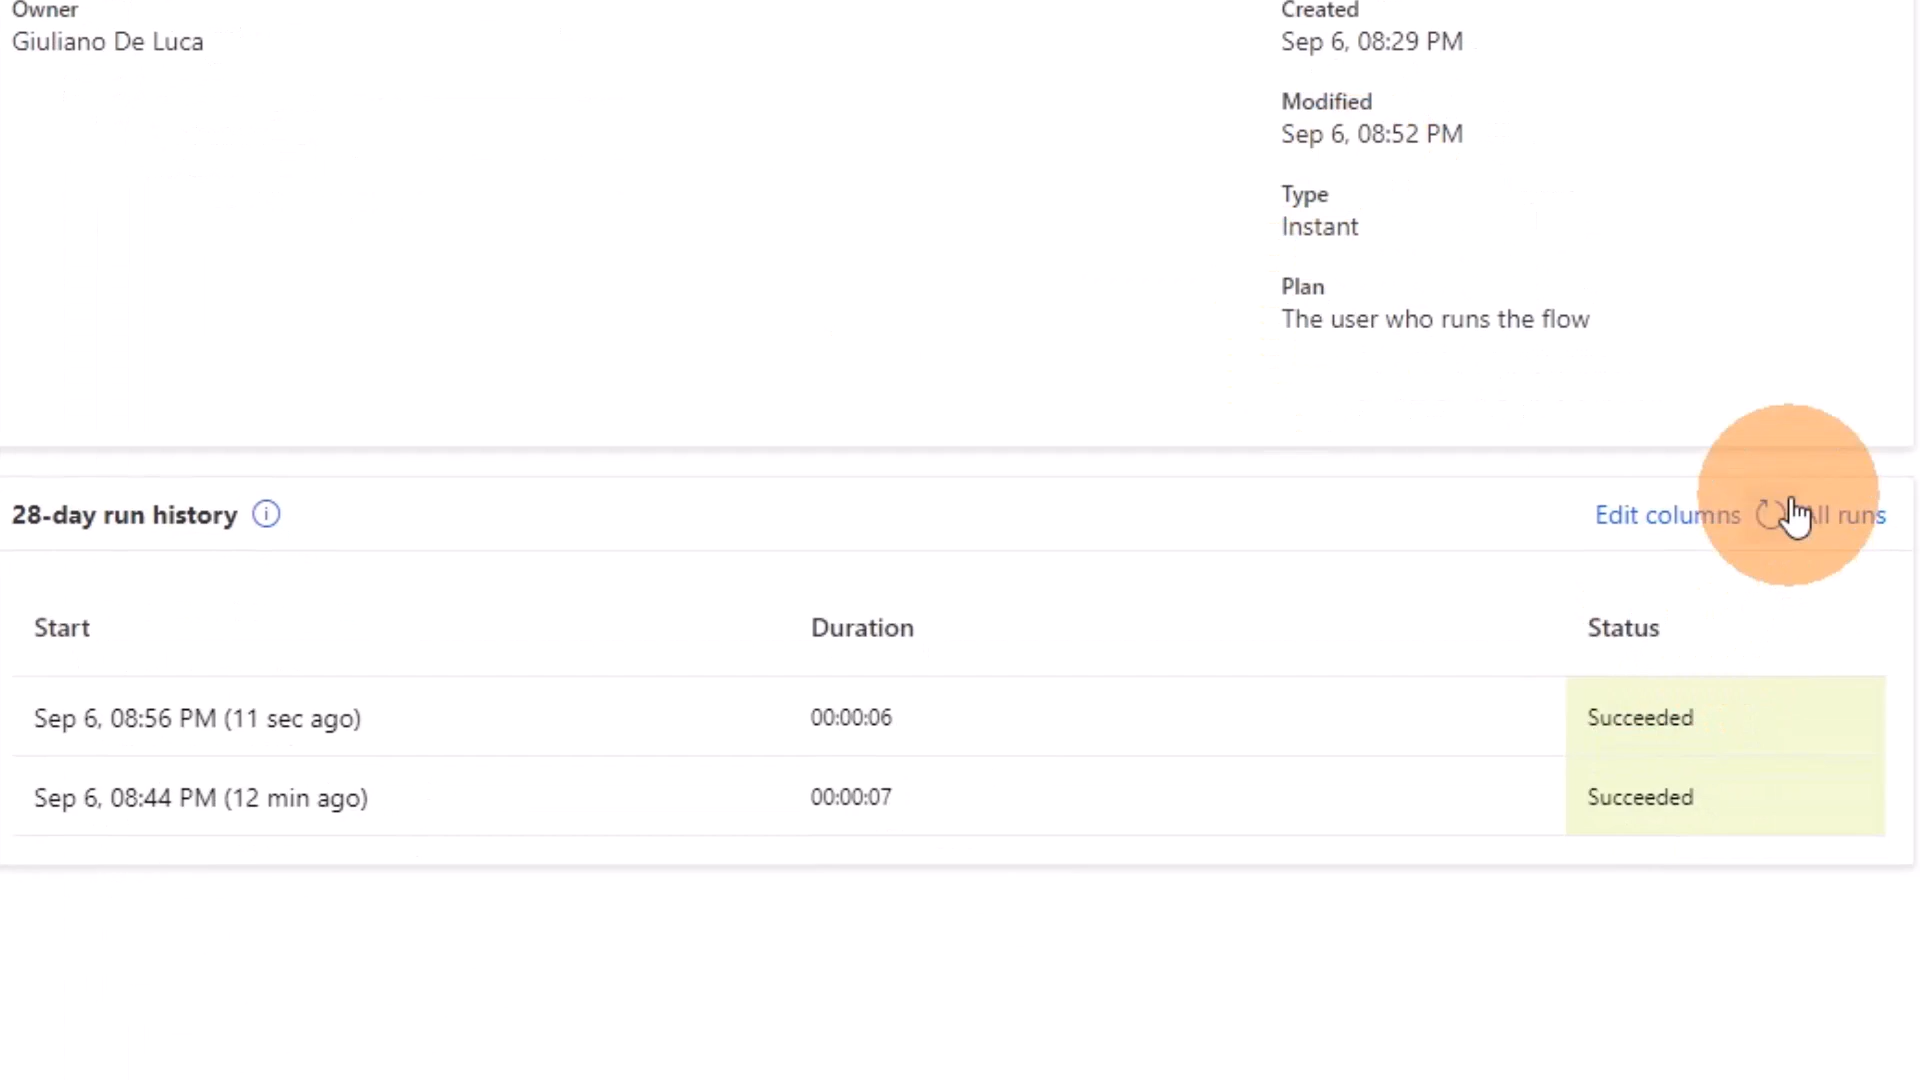 Owner
Giuliano De Luca
Created
Sep 6, 08:29 PM
Modified
Sep 6, 08:52 PM
Type
Instant
Plan
The user who runs the flow
28-day run history
Edit columns All runs
Start Duration Status
Sep 6, 08:56 PM (11 sec ago) 00:00:06 Succeeded
Sep 6, 08:44 PM (12 min ago) 00:00:07 Succeeded